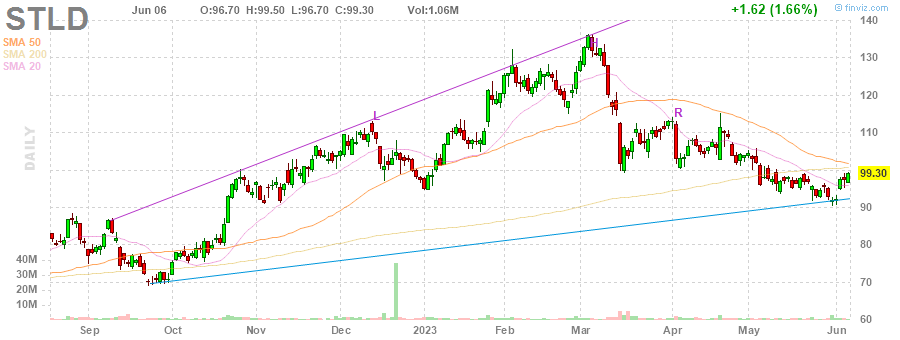 STLD Jun 06 O:96.70 H:99.50 L:96.70 C:99.30 Vol:1.06M +1.62 (1.66%)
© finviz.com
SMA 50
SMA 200
SMA 20
DAILY
L
H
R
140
130
120
110
99.30
90
80
70
60
40M
30M
20M
10M
Sep Oct Nov Dec 2023 Feb Mar Apr May Jun